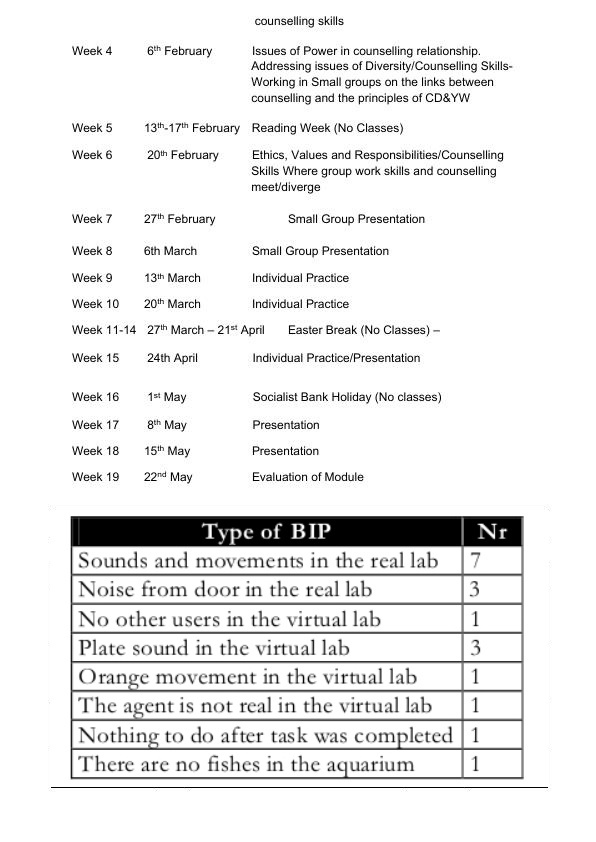 counselling skills
Week 4 6th February Issues of Power in counselling relationship.
Addressing issues of Diversity/Counselling Skills-
Working in Small groups on the links between
counselling and the principles of CD&YW
Week 5 13th-17th February Reading Week (No Classes)
Week 6 20th February Ethics, Values and Responsibilities/Counselling
Skills Where group work skills and counselling
meet/diverge
Week 7 27th February Small Group Presentation
Week 8 6th March Small Group Presentation
Week 9 13th March Individual Practice
Week 10 20th March Individual Practice
Week 11-14 27th March – 21st April Easter Break (No Classes) –
Week 15 24th April Individual Practice/Presentation
Week 16 1st May Socialist Bank Holiday (No classes)
Week 17 8th May Presentation
Week 18 15th May Presentation
Week 19 22nd May Evaluation of Module
Type of BIP Nr
Sounds and movements in the real lab 7
Noise from door in the real lab 3
No other users in the virtual lab 1
Plate sound in the virtual lab 3
Orange movement in the virtual lab 1
The agent is not real in the virtual lab 1
Nothing to do after task was completed 1
There are no fishes in the aquarium 1